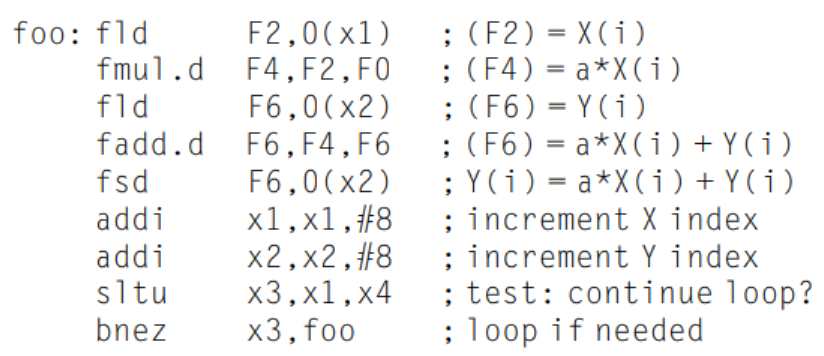 foo: fld F2,0(x1) ; (F2) = X(i)
fmul.d F4,F2,F0 ; (F4) = a*X(i)
fld F6,0(x2) ; (F6) = Y(i)
fadd.d F6,F4,F6 ; (F6) = a*X(i) + Y(i)
fsd F6,0(x2) ; Y(i) = a*X(i) + Y(i)
addi x1,x1,#8 ; increment X index
addi x2,x2,#8 ; increment Y index
sltu x3,x1,x4 ; test: continue loop?
bnez x3,foo ; loop if needed